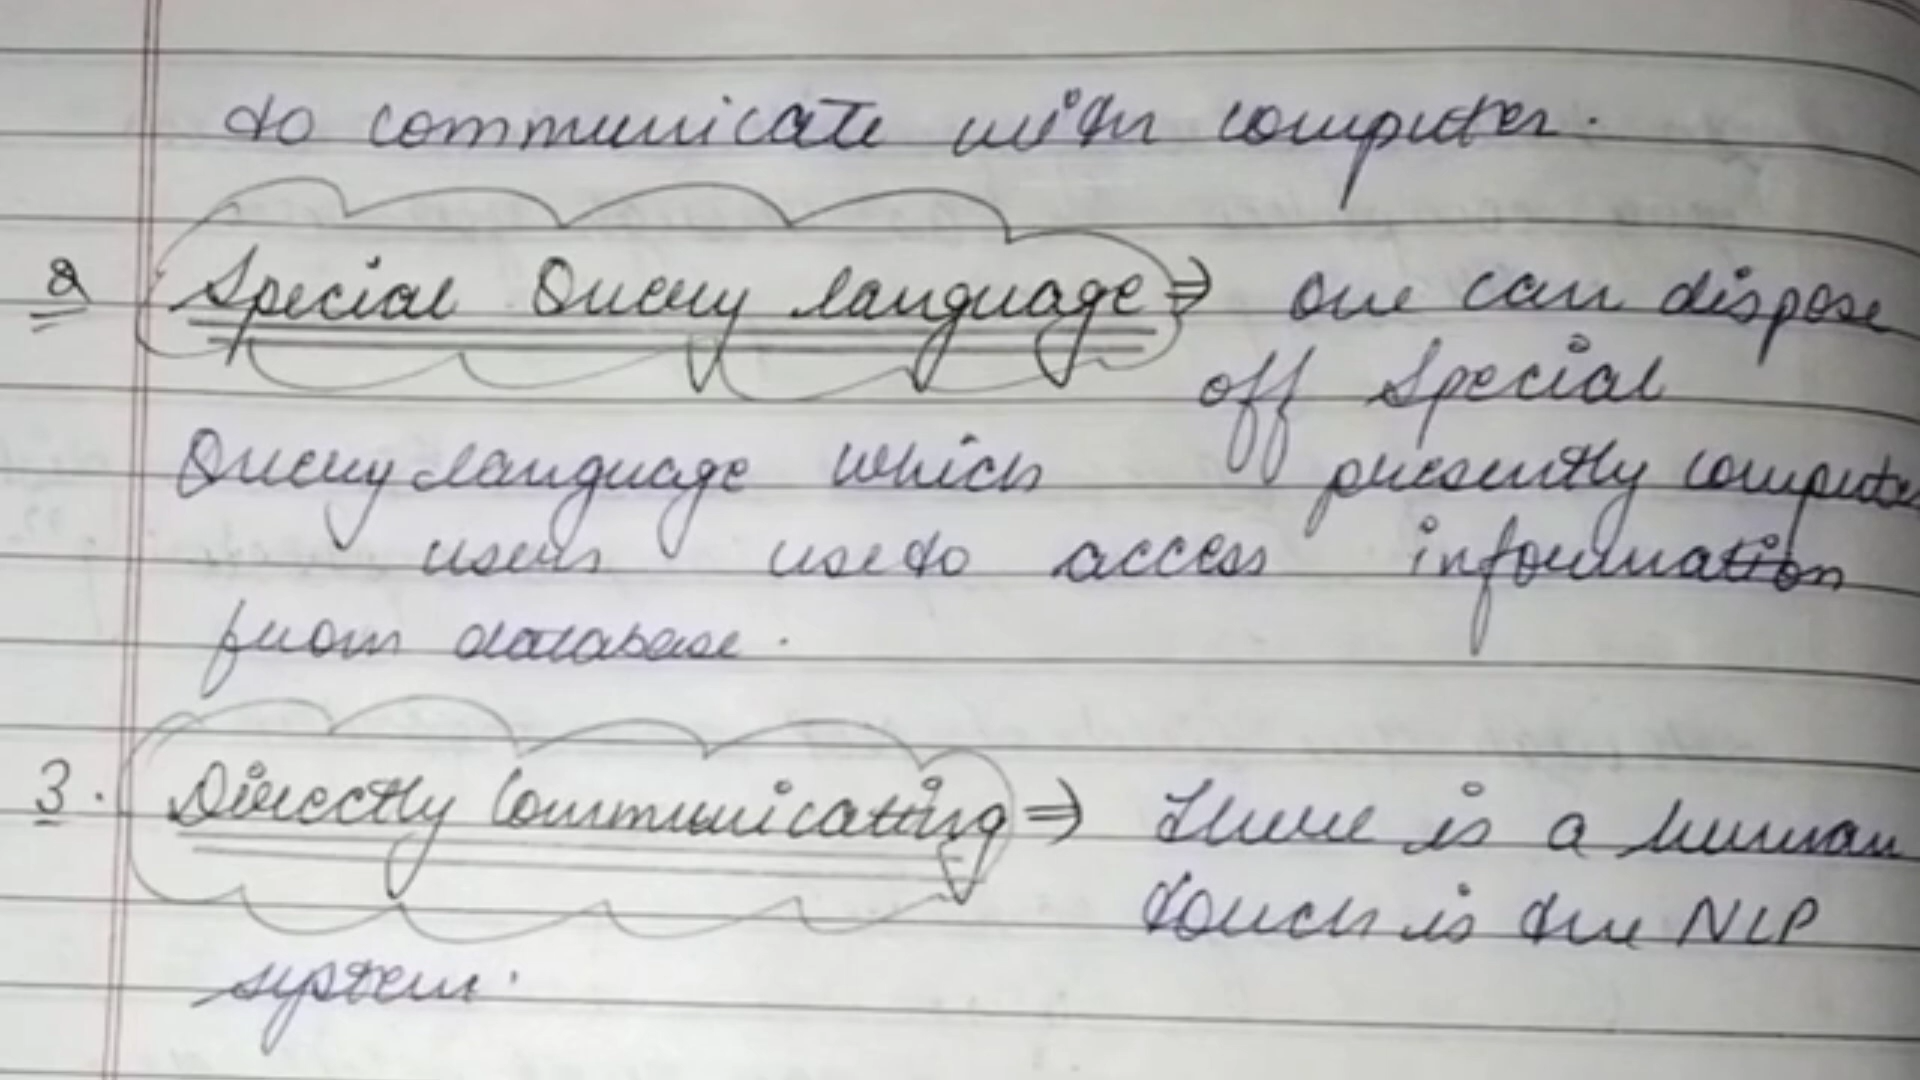 to communicate with computer.
2 Special Query language ⇒ one can dispose
off special
Query language which presently computer
users use to access information
from database.
3. Directly Communicating ⇒ There is a human
touch is the NLP
system.